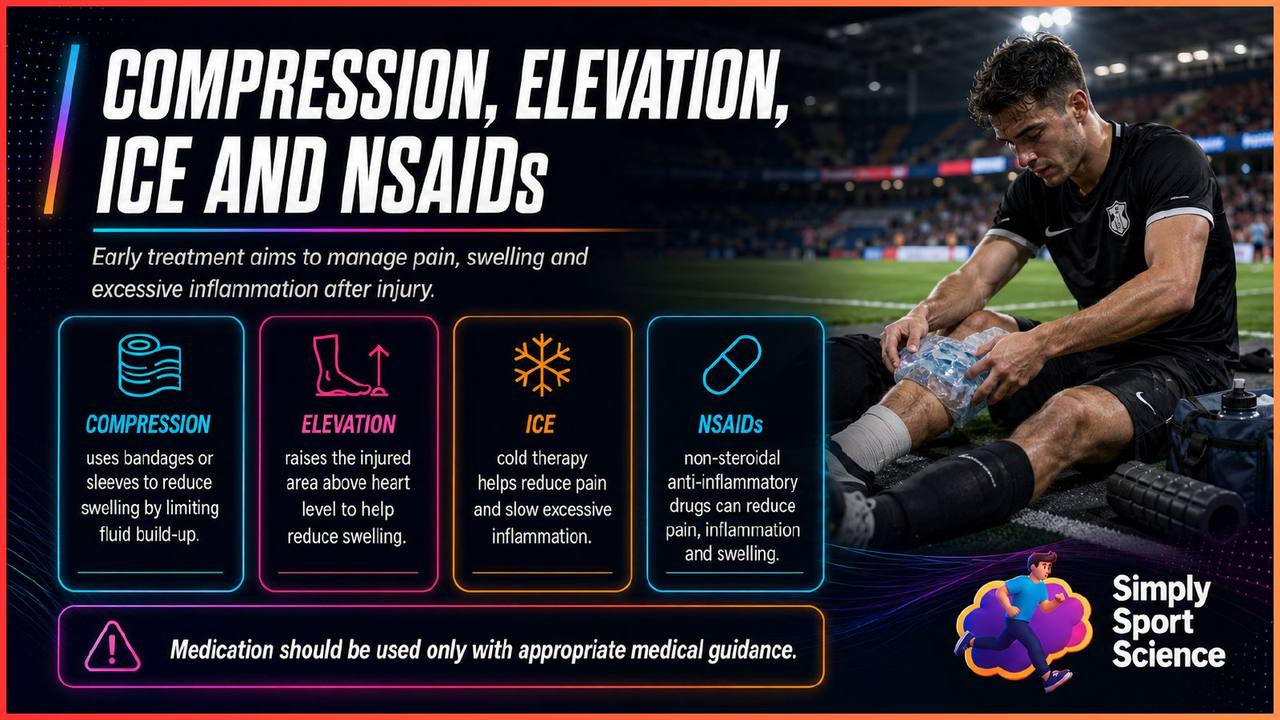 COMPRESSION, ELEVATION,
ICE AND NSAIDs
Early treatment aims to manage pain, swelling and
excessive inflammation after injury.
COMPRESSION
uses bandages or
sleeves to reduce
swelling by limiting
fluid build-up.
ELEVATION
raises the injured
area above heart
level to help
reduce swelling.
ICE
cold therapy
helps reduce pain
and slow excessive
inflammation.
NSAIDs
non-steroidal
anti-inflammatory
drugs can reduce
pain, inflammation
and swelling.
Medication should be used only with appropriate medical guidance.
Simply
Sport
Science